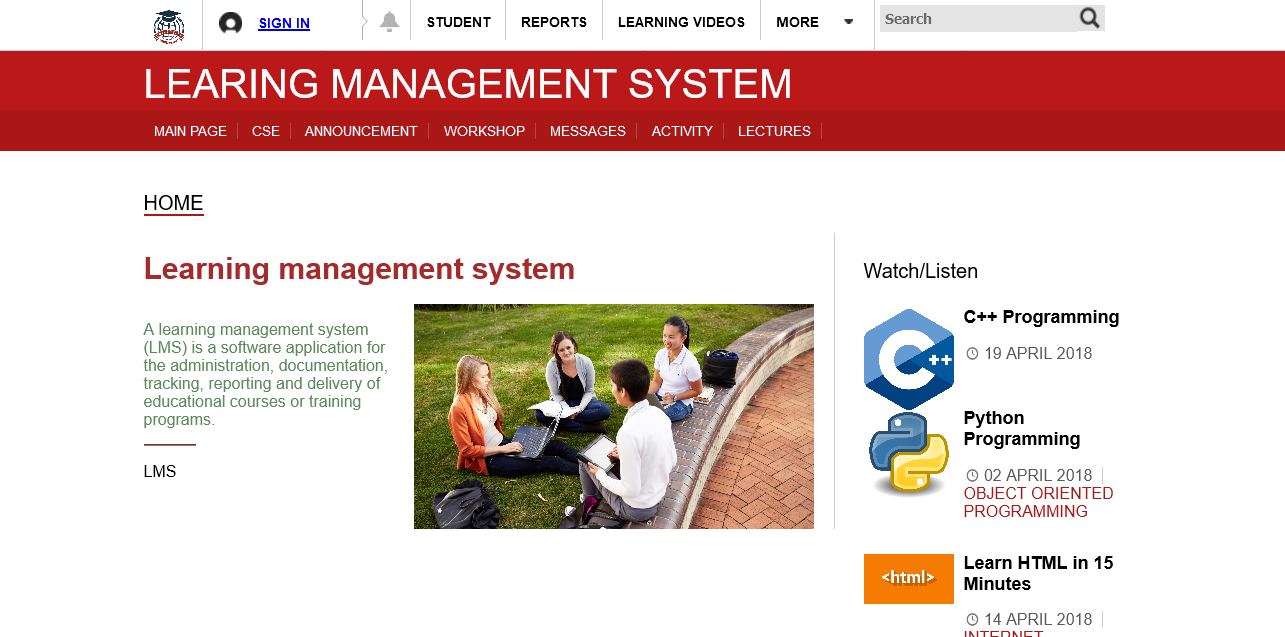 SIGN IN
STUDENT
REPORTS
LEARNING VIDEOS
MORE
Search
LEARING MANAGEMENT SYSTEM
MAIN PAGE
CSE
ANNOUNCEMENT
WORKSHOP
MESSAGES
ACTIVITY
LECTURES
HOME
Learning management system
A learning management system
(LMS) is a software application for
the administration, documentation,
tracking, reporting and delivery of
educational courses or training
programs.
LMS
Watch/Listen
C++
C++ Programming
19 APRIL 2018
Python
Programming
02 APRIL 2018
OBJECT ORIENTED
PROGRAMMING
<html>
Learn HTML in 15
Minutes
14 APRIL 2018
INTERNET